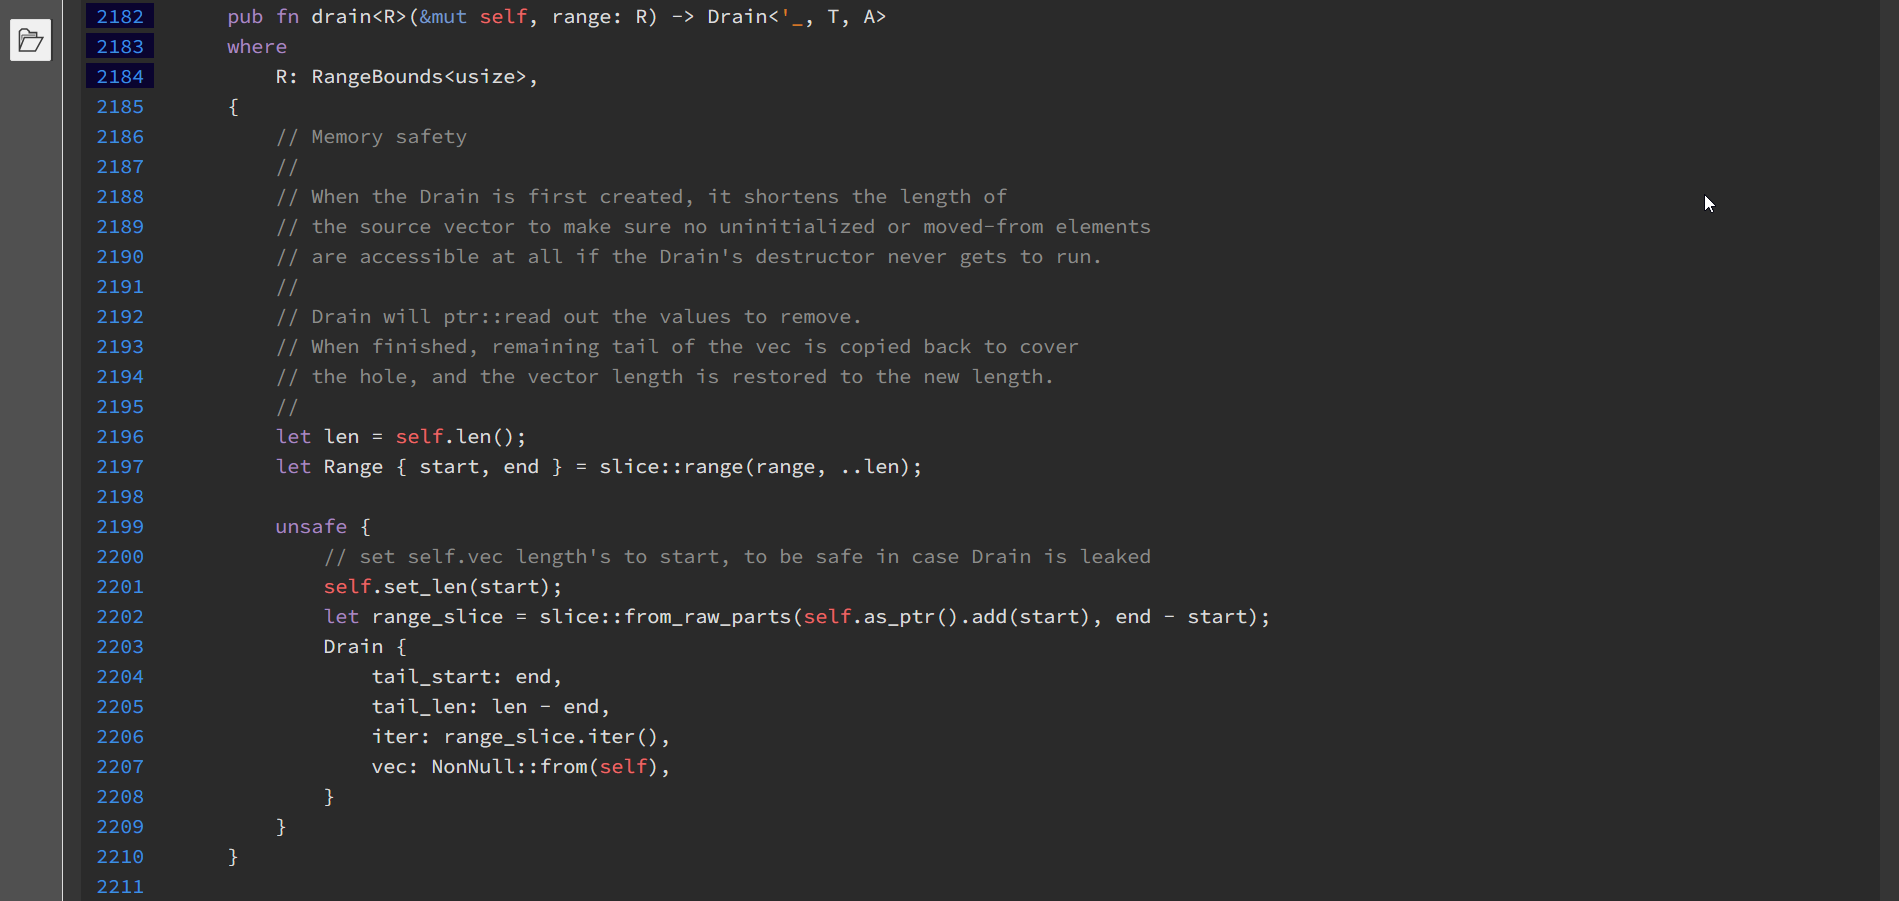 2182 pub fn drain<R>(&mut self, range: R) -> Drain<'_, T, A>
2183 where
2184 R: RangeBounds<usize>,
2185 {
2186 // Memory safety
2187 //
2188 // When the Drain is first created, it shortens the length of
2189 // the source vector to make sure no uninitialized or moved-from elements
2190 // are accessible at all if the Drain's destructor never gets to run.
2191 //
2192 // Drain will ptr::read out the values to remove.
2193 // When finished, remaining tail of the vec is copied back to cover
2194 // the hole, and the vector length is restored to the new length.
2195 //
2196 let len = self.len();
2197 let Range { start, end } = slice::range(range, ..len);
2198
2199 unsafe {
2200 // set self.vec length's to start, to be safe in case Drain is leaked
2201 self.set_len(start);
2202 let range_slice = slice::from_raw_parts(self.as_ptr().add(start), end - start);
2203 Drain {
2204 tail_start: end,
2205 tail_len: len - end,
2206 iter: range_slice.iter(),
2207 vec: NonNull::from(self),
2208 }
2209 }
2210 }
2211